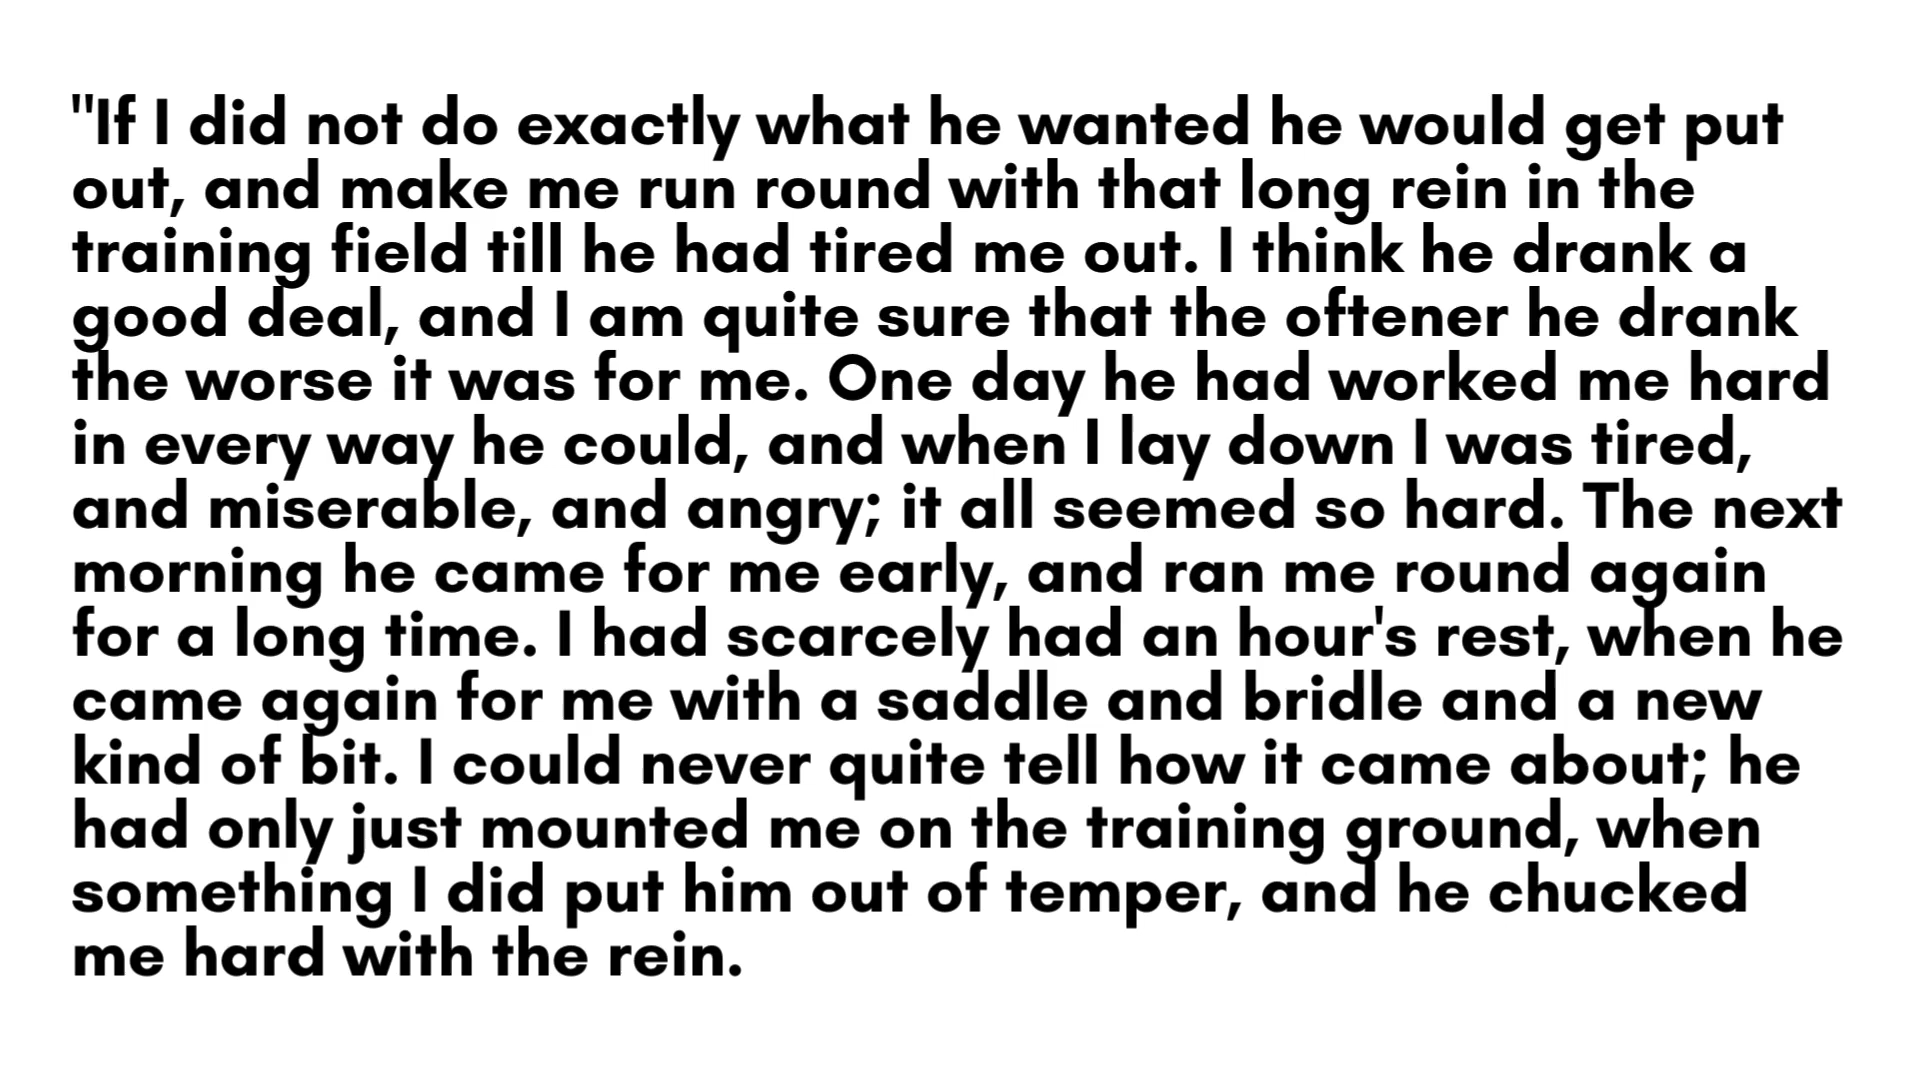 "If I did not do exactly what he wanted he would get put
out, and make me run round with that long rein in the
training field till he had tired me out. I think he drank a
good deal, and I am quite sure that the oftener he drank
the worse it was for me. One day he had worked me hard
in every way he could, and when I lay down I was tired,
and miserable, and angry; it all seemed so hard. The next
morning he came for me early, and ran me round again
for a long time. I had scarcely had an hour's rest, when he
came again for me with a saddle and bridle and a new
kind of bit. I could never quite tell how it came about; he
had only just mounted me on the training ground, when
something I did put him out of temper, and he chucked
me hard with the rein.